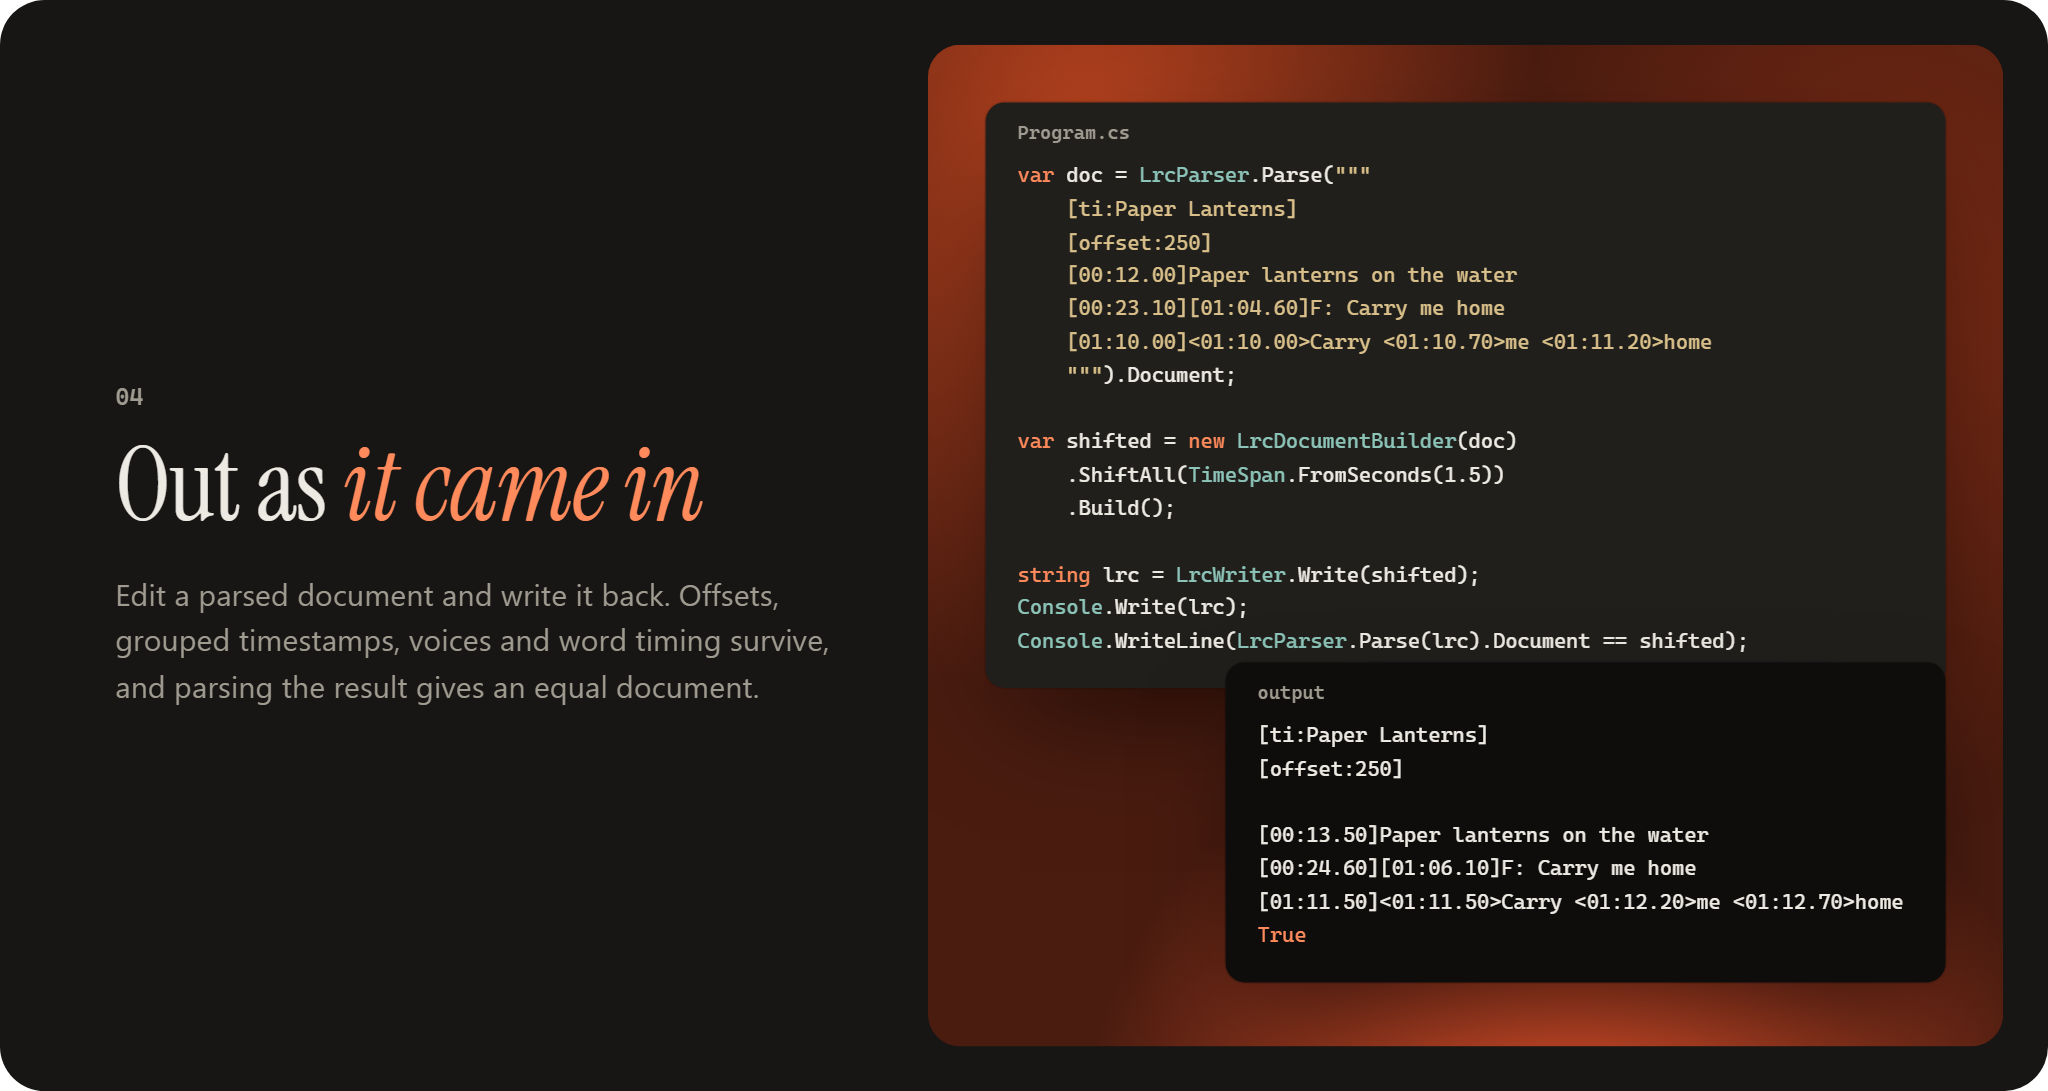 04
Out as it came in
Edit a parsed document and write it back. Offsets,
grouped timestamps, voices and word timing survive,
and parsing the result gives an equal document.
Program.cs
var doc = LrcParser.Parse("""
    [ti:Paper Lanterns]
    [offset:250]
    [00:12.00]Paper lanterns on the water
    [00:23.10][01:04.60]F: Carry me home
    [01:10.00]<01:10.00>Carry <01:10.70>me <01:11.20>home
    """).Document;
var shifted = new LrcDocumentBuilder(doc)
    .ShiftAll(TimeSpan.FromSeconds(1.5))
    .Build();
string lrc = LrcWriter.Write(shifted);
Console.Write(lrc);
Console.WriteLine(LrcParser.Parse(lrc).Document == shifted);
output
[ti:Paper Lanterns]
[offset:250]
[00:13.50]Paper lanterns on the water
[00:24.60][01:06.10]F: Carry me home
[01:11.50]<01:11.50>Carry <01:12.20>me <01:12.70>home
True